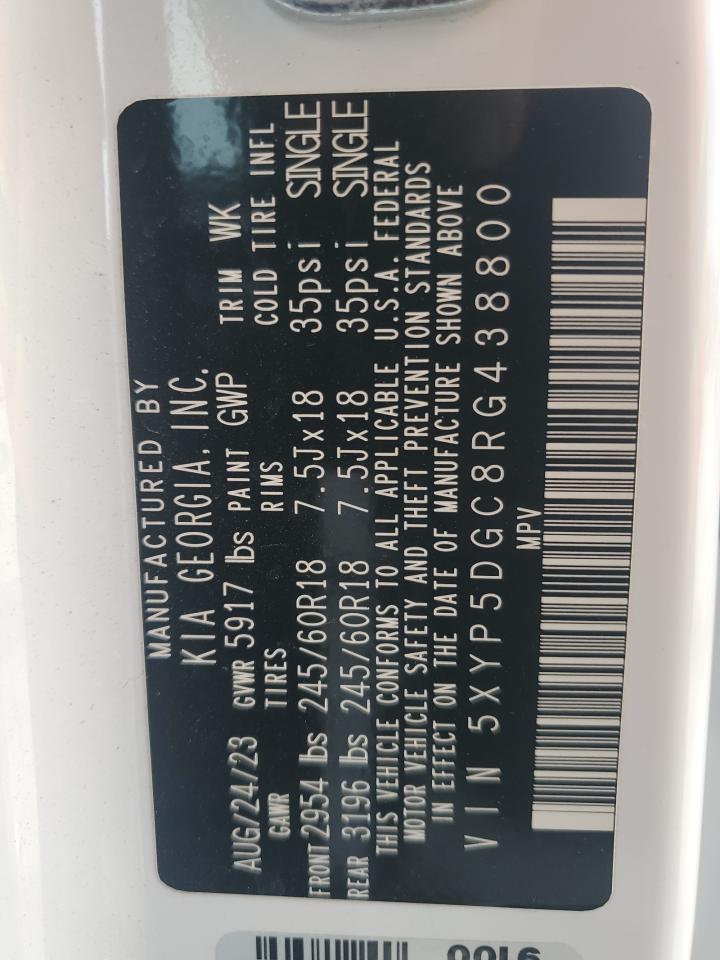 MANUFACTURED BY
KIA GEORGIA, INC.
AUG/24/23 GVWR 5917 lbs PAINT GWP TRIM WK
GAWR TIRES RIMS COLD TIRE INFL
FRONT 2954 lbs 245/60R18 7.5Jx18 35psi SINGLE
REAR 3196 lbs 245/60R18 7.5Jx18 35psi SINGLE
THIS VEHICLE CONFORMS TO ALL APPLICABLE U.S.A. FEDERAL
MOTOR VEHICLE SAFETY AND THEFT PREVENTION STANDARDS
IN EFFECT ON THE DATE OF MANUFACTURE SHOWN ABOVE
VIN 5XYP5DGC8RG438800
MPV